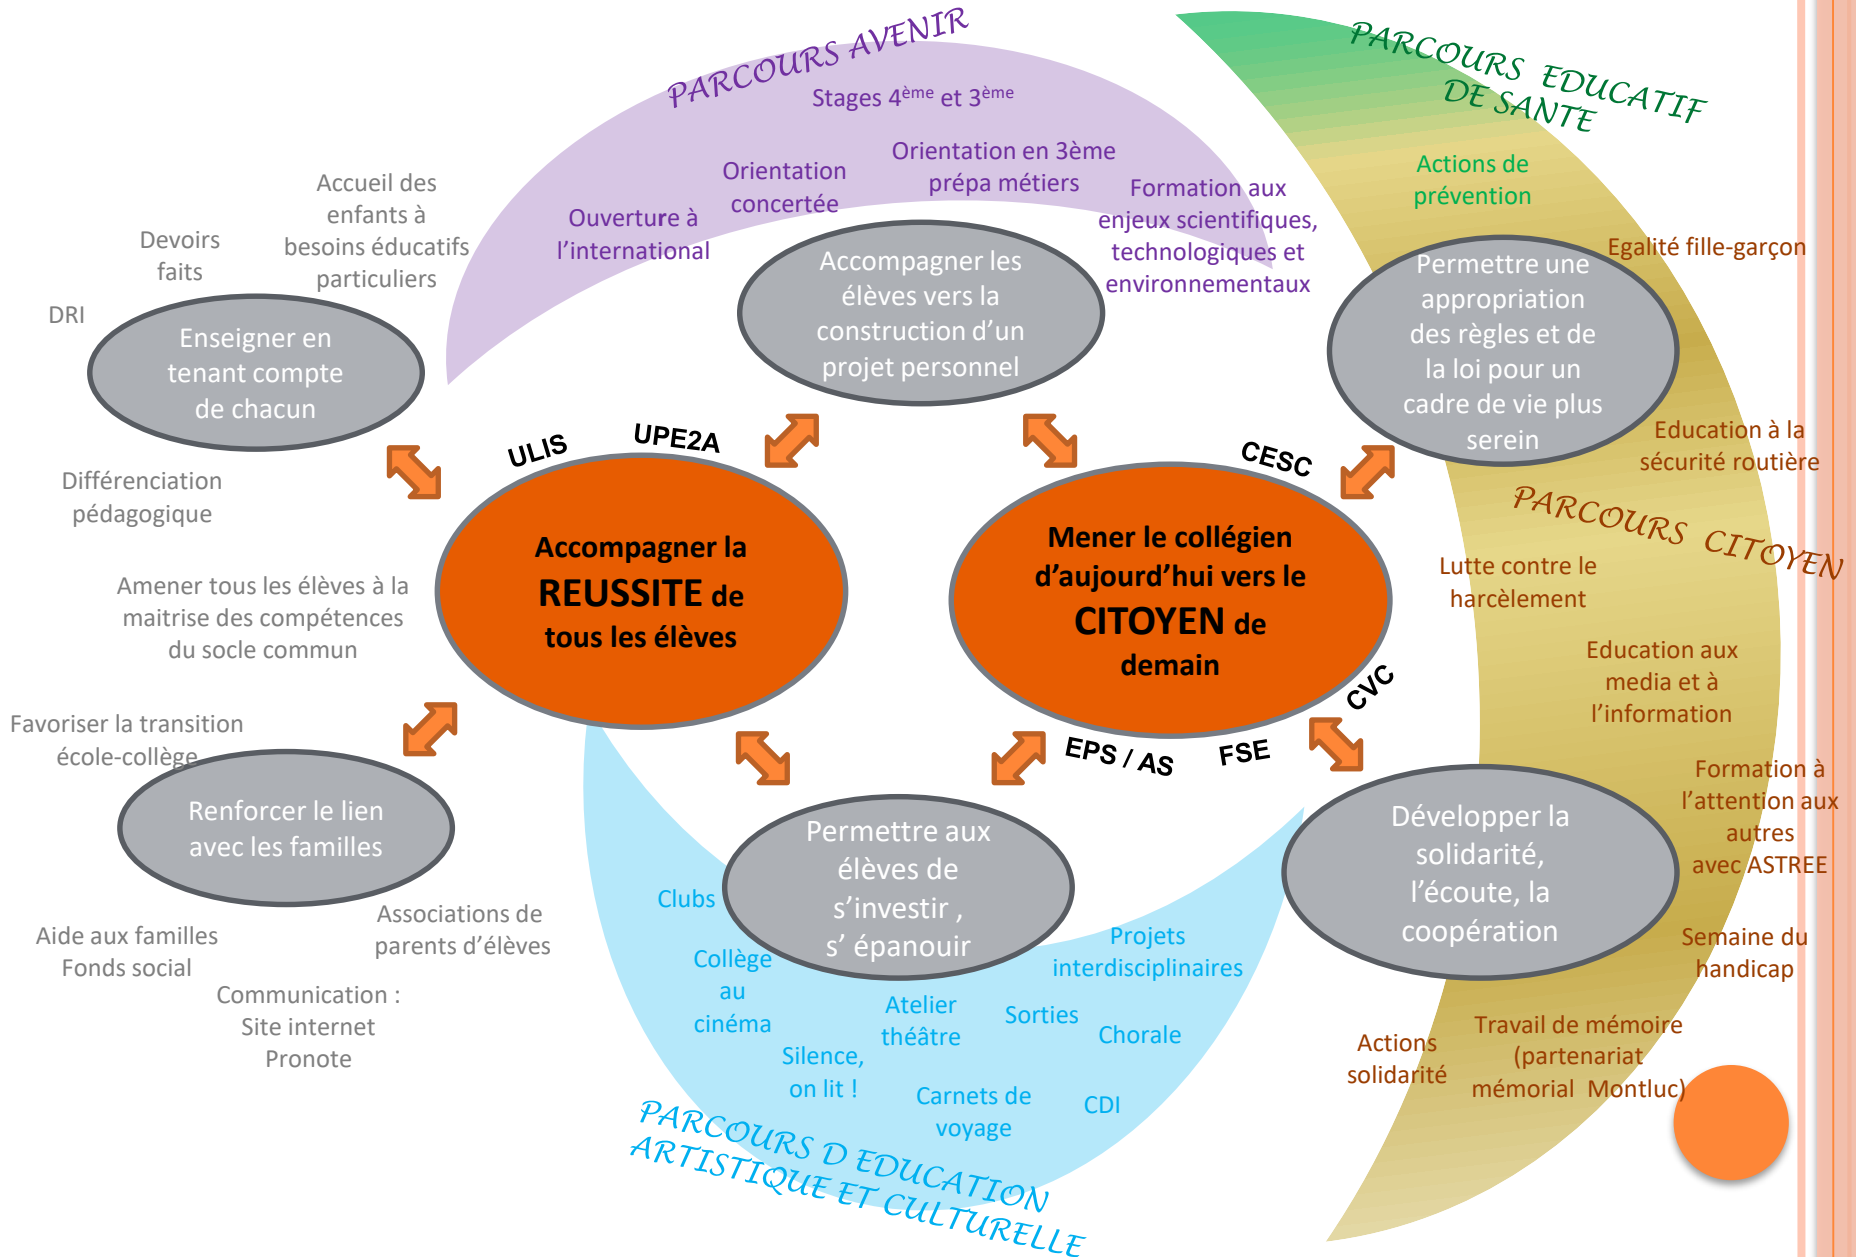 PARCOURS AVENIR
Stages 4ème et 3ème
Orientation
concertée
Orientation en 3ème
prépa métiers
Ouverture à
l'international
Formation aux
enjeux scientifiques,
technologiques et
environnementaux
PARCOURS EDUCATIF
DE SANTE
Actions de
prévention
Egalité fille-garçon
Accueil des
enfants à
besoins éducatifs
particuliers
Devoirs
faits
DRI
Enseigner en
tenant compte
de chacun
Accompagner les
élèves vers la
construction d'un
projet personnel
Permettre une
appropriation
des règles et de
la loi pour un
cadre de vie plus
serein
Education à la
sécurité routière
PARCOURS CITOYEN
Différenciation
pédagogique
ULIS
UPE2A
CESC
Accompagner la
REUSSITE de
tous les élèves
Mener le collégien
d'aujourd'hui vers le
CITOYEN de
demain
Lutte contre le
harcèlement
Amener tous les élèves à la
maitrise des compétences
du socle commun
Education aux
media et à
l'information
CVC
EPS / AS
FSE
Favoriser la transition
école-collège
Renforcer le lien
avec les familles
Permettre aux
élèves de
s'investir ,
s' épanouir
Développer la
solidarité,
l'écoute, la
coopération
Formation à
l'attention aux
autres
avec ASTREE
Semaine du
handicap
Associations de
parents d'élèves
Aide aux familles
Fonds social
Communication :
Site internet
Pronote
Clubs
Collège
au
cinéma
Projets
interdisciplinaires
Atelier
théâtre
Sorties
Chorale
Silence,
on lit !
Carnets de
voyage
CDI
Actions
solidarité
Travail de mémoire
(partenariat
mémorial Montluc)
PARCOURS D EDUCATION
ARTISTIQUE ET CULTURELLE